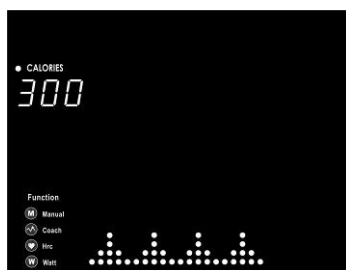 CALORIES
300
Function
M Manual
Coach
Hrc
W Watt